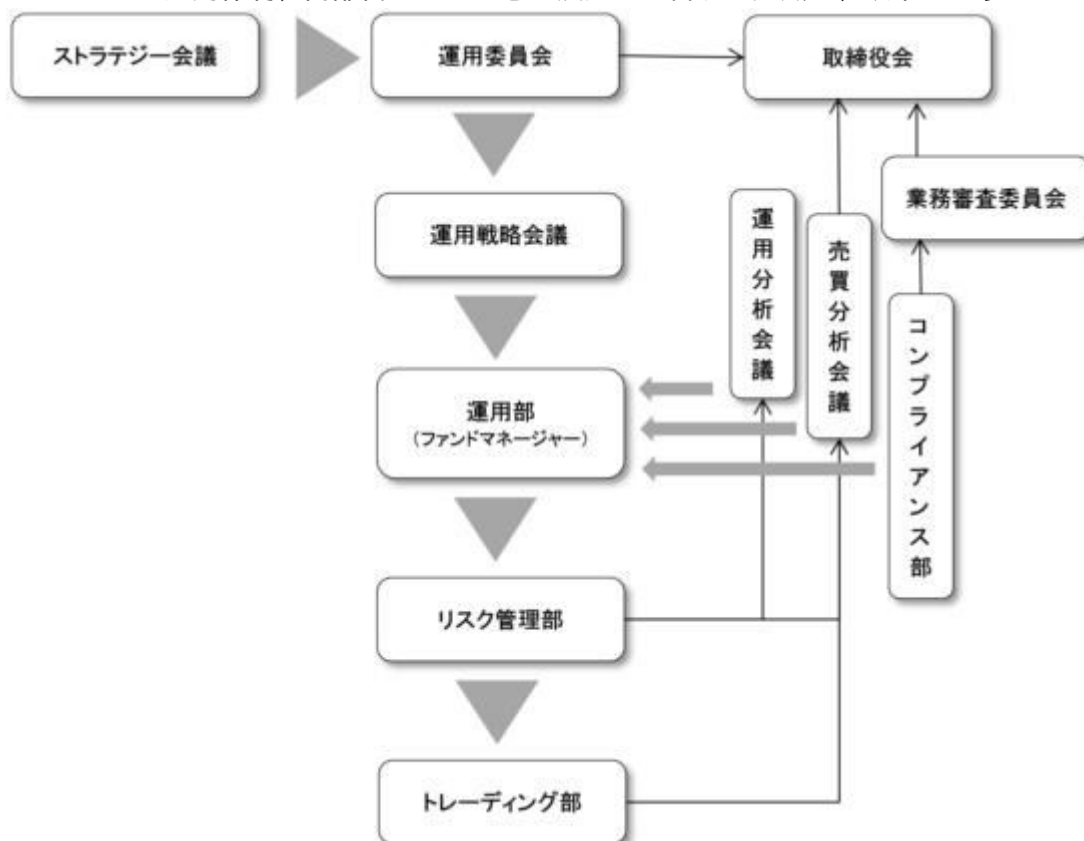 ストラテジー会議
運用委員会
取締役会
業務審査委員会
運用戦略会議
運用分析会議
売買分析会議
コンプライアンス部
運用部
(ファンドマネージャー)
リスク管理部
トレーディング部